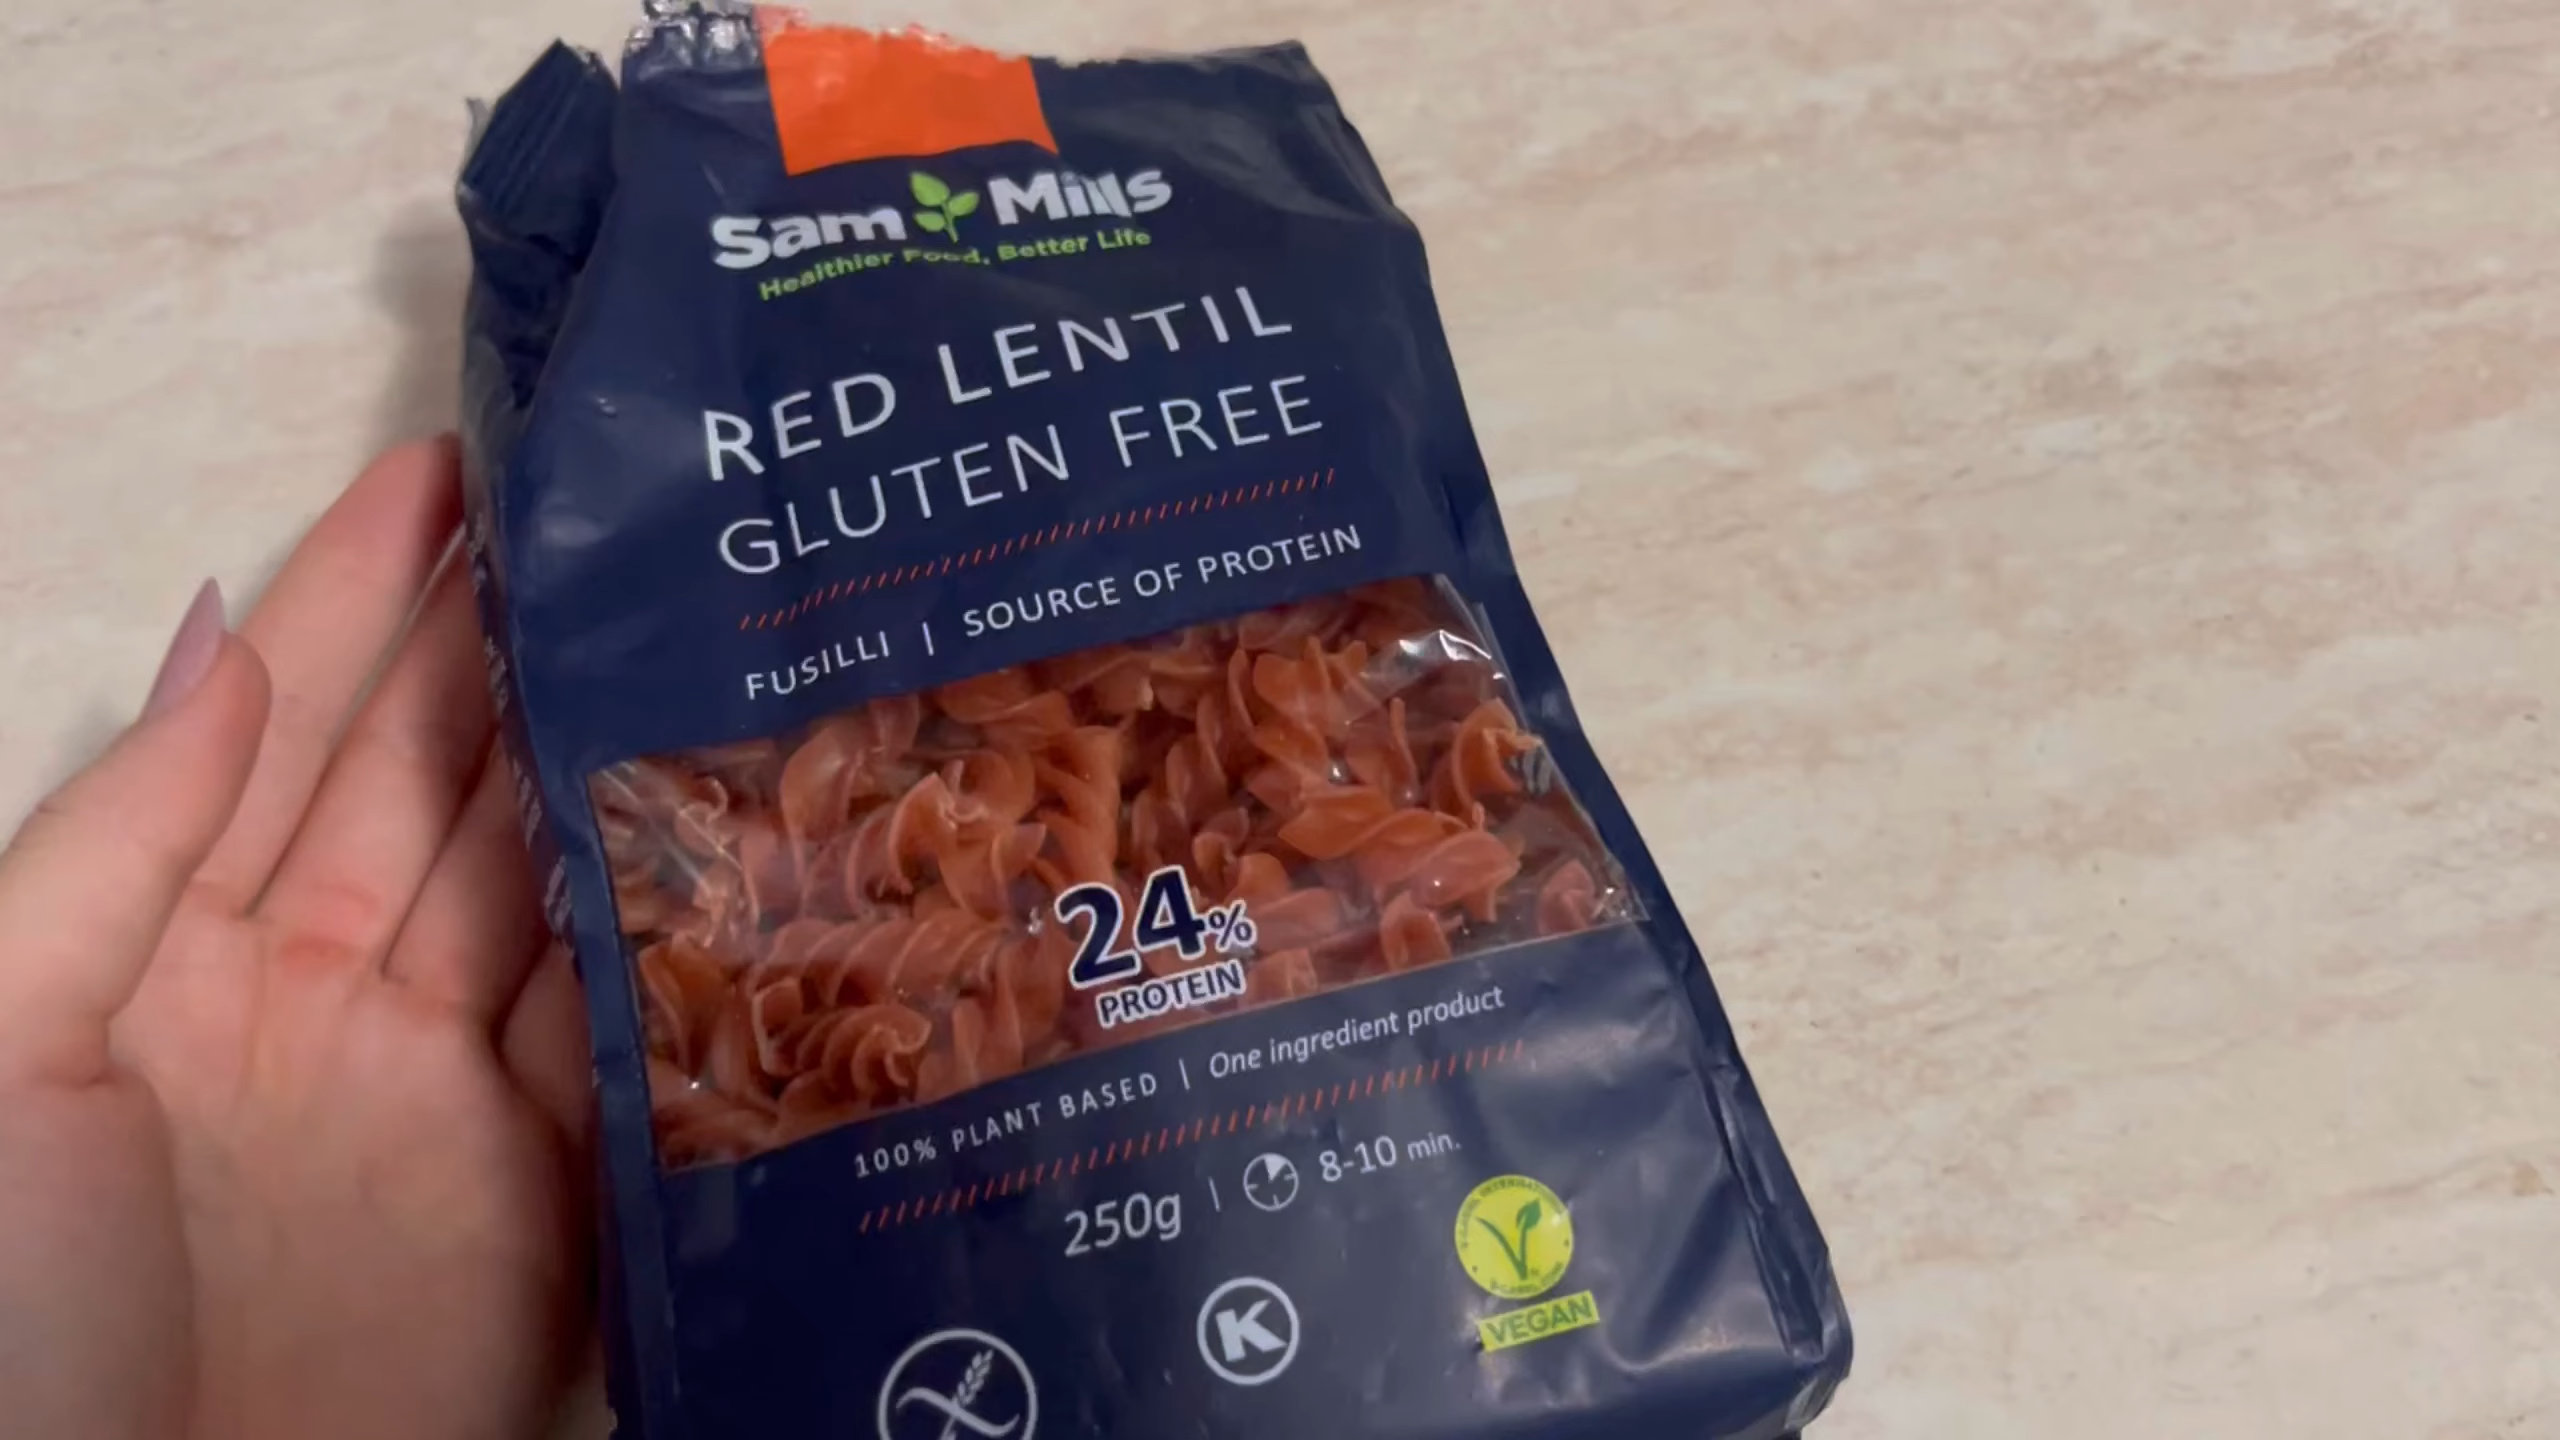 Sam Mills
Healthier Food, Better Life
RED LENTIL
GLUTEN FREE
FUSILLI | SOURCE OF PROTEIN
24%
PROTEIN
100% PLANT BASED | One ingredient product
250g | 8-10 min.
K
VEGAN